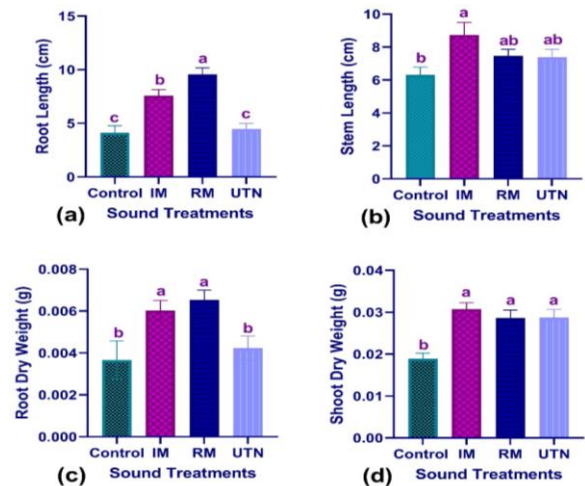 Root Length (cm)
15
10
5
0
c
b
a
c
Control IM RM UTN
Sound Treatments
(a)
Stem Length (cm)
10
8
6
4
2
0
b
a
ab
ab
Control IM RM UTN
Sound Treatments
(b)
Root Dry Weight (g)
0.008
0.006
0.004
0.002
0.000
b
a
a
b
Control IM RM UTN
Sound Treatments
(c)
Shoot Dry Weight (g)
0.04
0.03
0.02
0.01
0.00
b
a
a
a
Control IM RM UTN
Sound Treatments
(d)